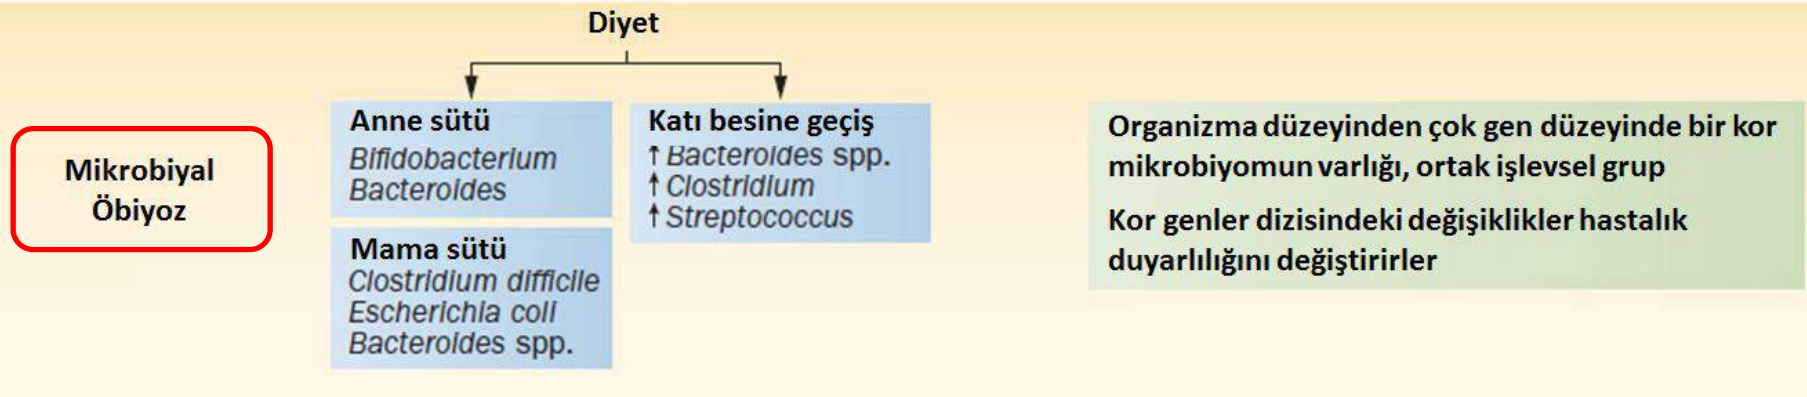 Diyet
Mikrobiyal
Öbiyoz
Anne sütü
Bifidobacterium
Bacteroides
Mama sütü
Clostridium difficile
Escherichia coli
Bacteroides spp.
Katı besine geçiş
↑ Bacteroides spp.
↑ Clostridium
↑ Streptococcus
Organizma düzeyinden çok gen düzeyinde bir kor
mikrobiyomun varlığı, ortak işlevsel grup
Kor genler dizisindeki değişiklikler hastalık
duyarlılığını değiştirirler